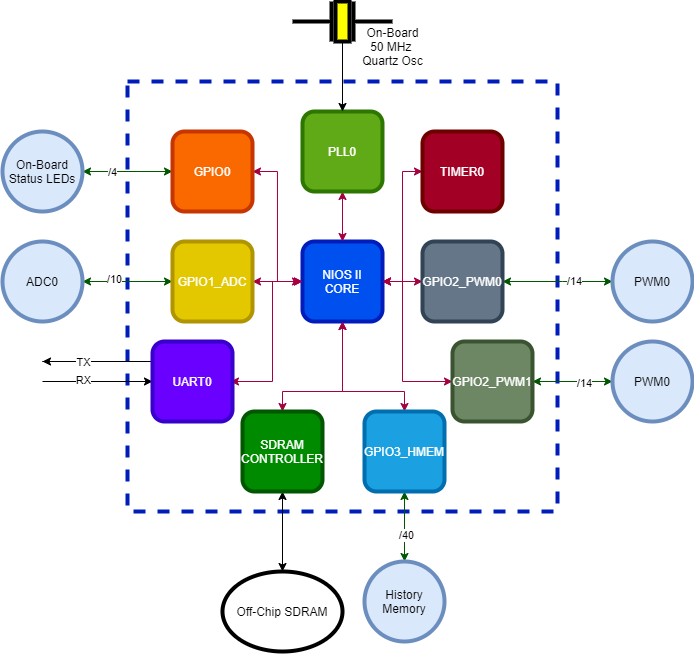 On-Board
50 MHz
Quartz Osc
PLL0
On-Board
Status LEDs
/4
GPIO0
TIMER0
ADC0
/10
GPIO1_ADC
NIOS II
CORE
GPIO2_PWM0
/14
PWM0
TX
RX
UART0
GPIO2_PWM1
/14
PWM0
SDRAM
CONTROLLER
GPIO3_HMEM
/40
Off-Chip SDRAM
History
Memory